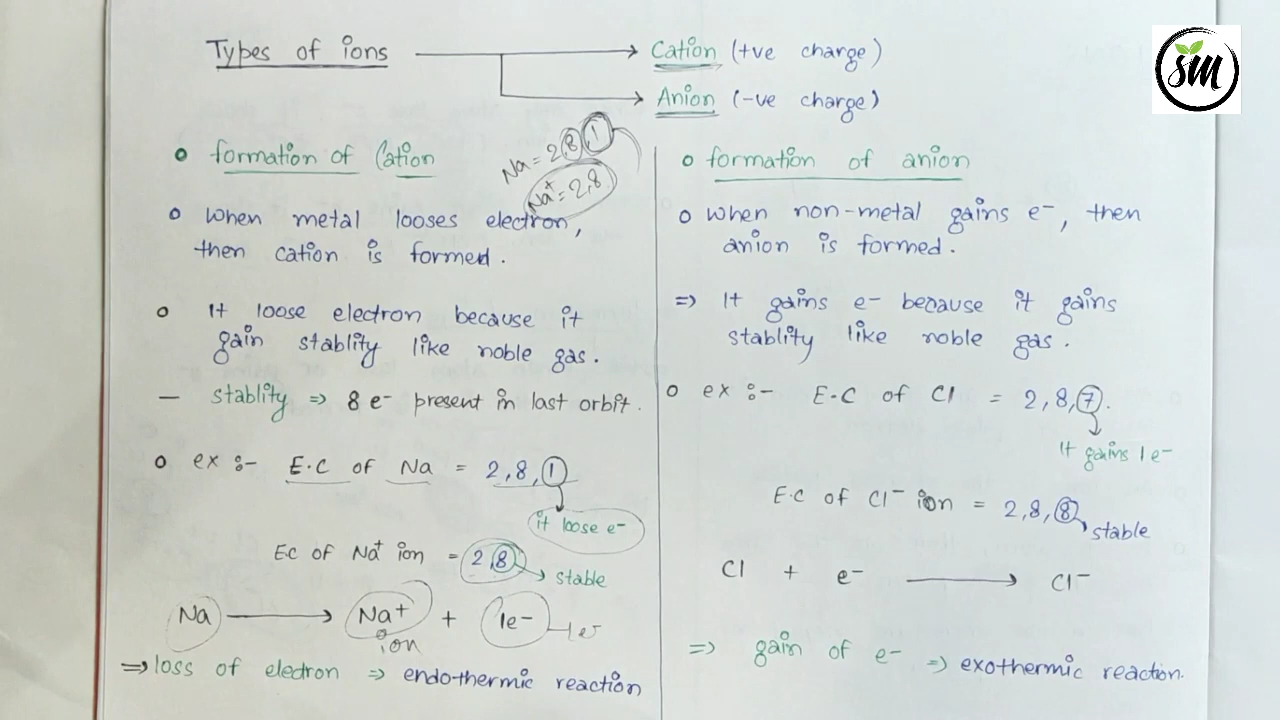 Types of ions
Cation (+ve charge)
Anion (-ve charge)
SM
formation of Cation
Na = 2 8 1
Na+ = 2,8
when metal looses electron,
then cation is formed.
It loose electron because it
gain stablity like noble gas.
— stablity ⇒ 8 e- present in last orbit.
ex :- E.C of Na = 2,8,1
it loose e-
EC of Na+ ion = 2 8
stable
Na → Na+ + 1e-
ion
1e-
⇒ loss of electron ⇒ endothermic reaction
formation of anion
when non-metal gains e-, then
anion is formed.
⇒ It gains e- because it gains
stablity like noble gas.
ex :- E.C of Cl = 2,8,7.
It gains 1e-
E.C of Cl- ion = 2,8,8
stable
Cl + e- → Cl-
⇒ gain of e- ⇒ exothermic reaction.